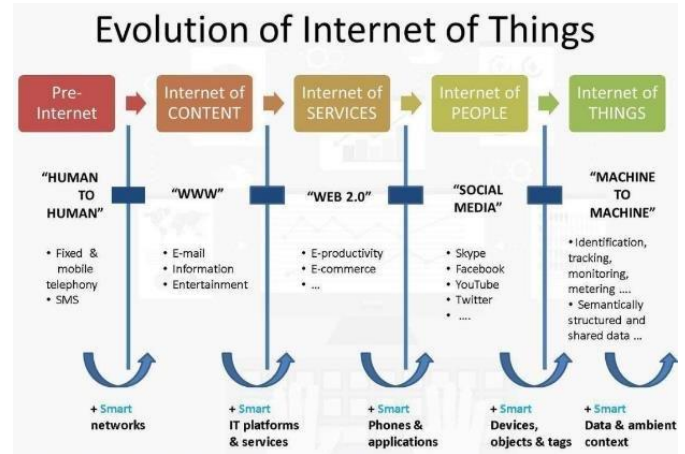 Evolution of Internet of Things
Pre-
Internet
Internet of
CONTENT
Internet of
SERVICES
Internet of
PEOPLE
Internet of
THINGS
"HUMAN
TO
HUMAN"
"WWW"
"WEB 2.0"
"SOCIAL
MEDIA"
"MACHINE
TO
MACHINE"
• Fixed &
mobile
telephony
• SMS
• E-mail
• Information
• Entertainment
• E-productivity
• E-commerce
• ...
• Skype
• Facebook
• YouTube
• Twitter
• ....
• Identification,
tracking,
monitoring,
metering ....
• Semantically
structured and
shared data ...
+ Smart
networks
+ Smart
IT platforms
& services
+ Smart
Phones &
applications
+ Smart
Devices,
objects & tags
+ Smart
Data & ambient
context